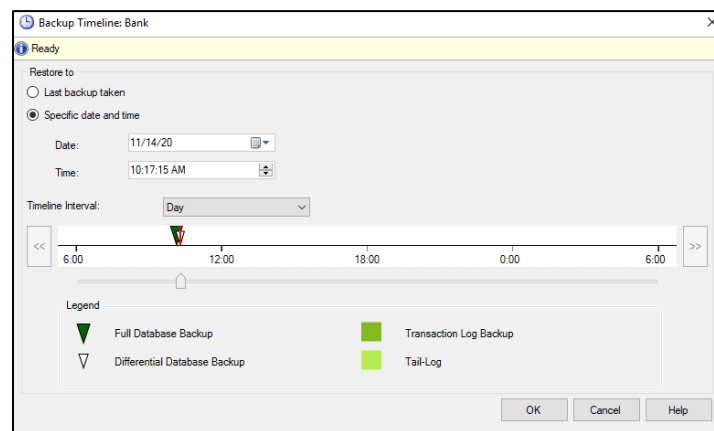 Backup Timeline: Bank
Ready
Restore to
Last backup taken
Specific date and time
Date: 11/14/20
Time: 10:17:15 AM
Timeline Interval: Day
<< >>
6:00 12:00 18:00 0:00 6:00
Legend
Full Database Backup Transaction Log Backup
Differential Database Backup Tail-Log
OK Cancel Help